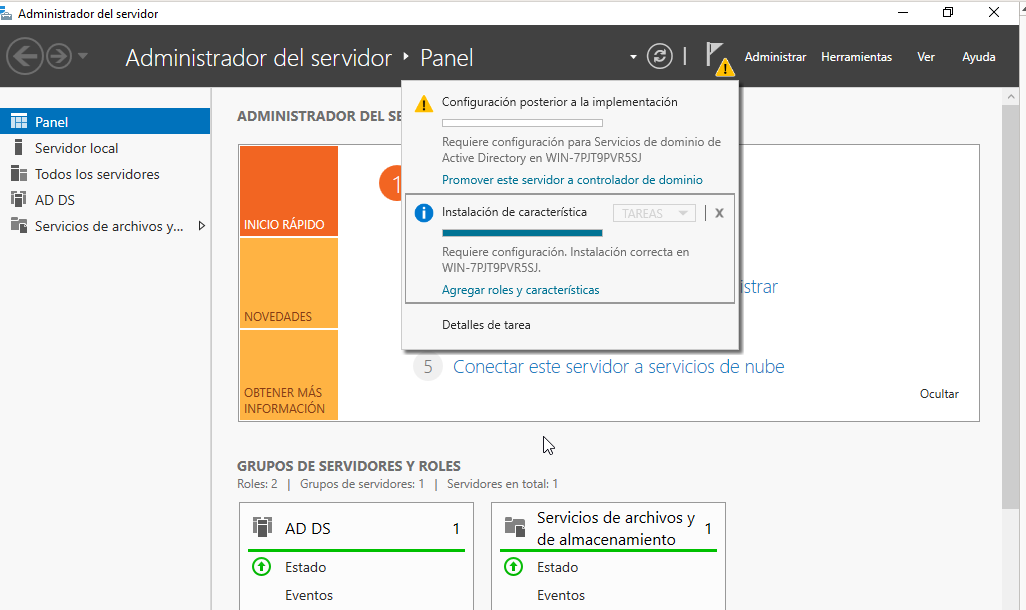 Administrador del servidor
Administrador del servidor Panel
Administrar Herramientas Ver Ayuda
Panel
Servidor local
Todos los servidores
AD DS
Servicios de archivos y...
ADMINISTRADOR DEL SE
INICIO RÁPIDO
NOVEDADES
OBTENER MÁS
INFORMACIÓN
1
Configuración posterior a la implementación
Requiere configuración para Servicios de dominio de
Active Directory en WIN-7PJT9PVR5SJ
Promover este servidor a controlador de dominio
Instalación de característica TAREAS X
Requiere configuración. Instalación correcta en
WIN-7PJT9PVR5SJ.
Agregar roles y características
Detalles de tarea
istrar
5 Conectar este servidor a servicios de nube
Ocultar
GRUPOS DE SERVIDORES Y ROLES
Roles: 2 | Grupos de servidores: 1 | Servidores en total: 1
AD DS 1
Estado
Eventos
Servicios de archivos y
de almacenamiento 1
Estado
Eventos